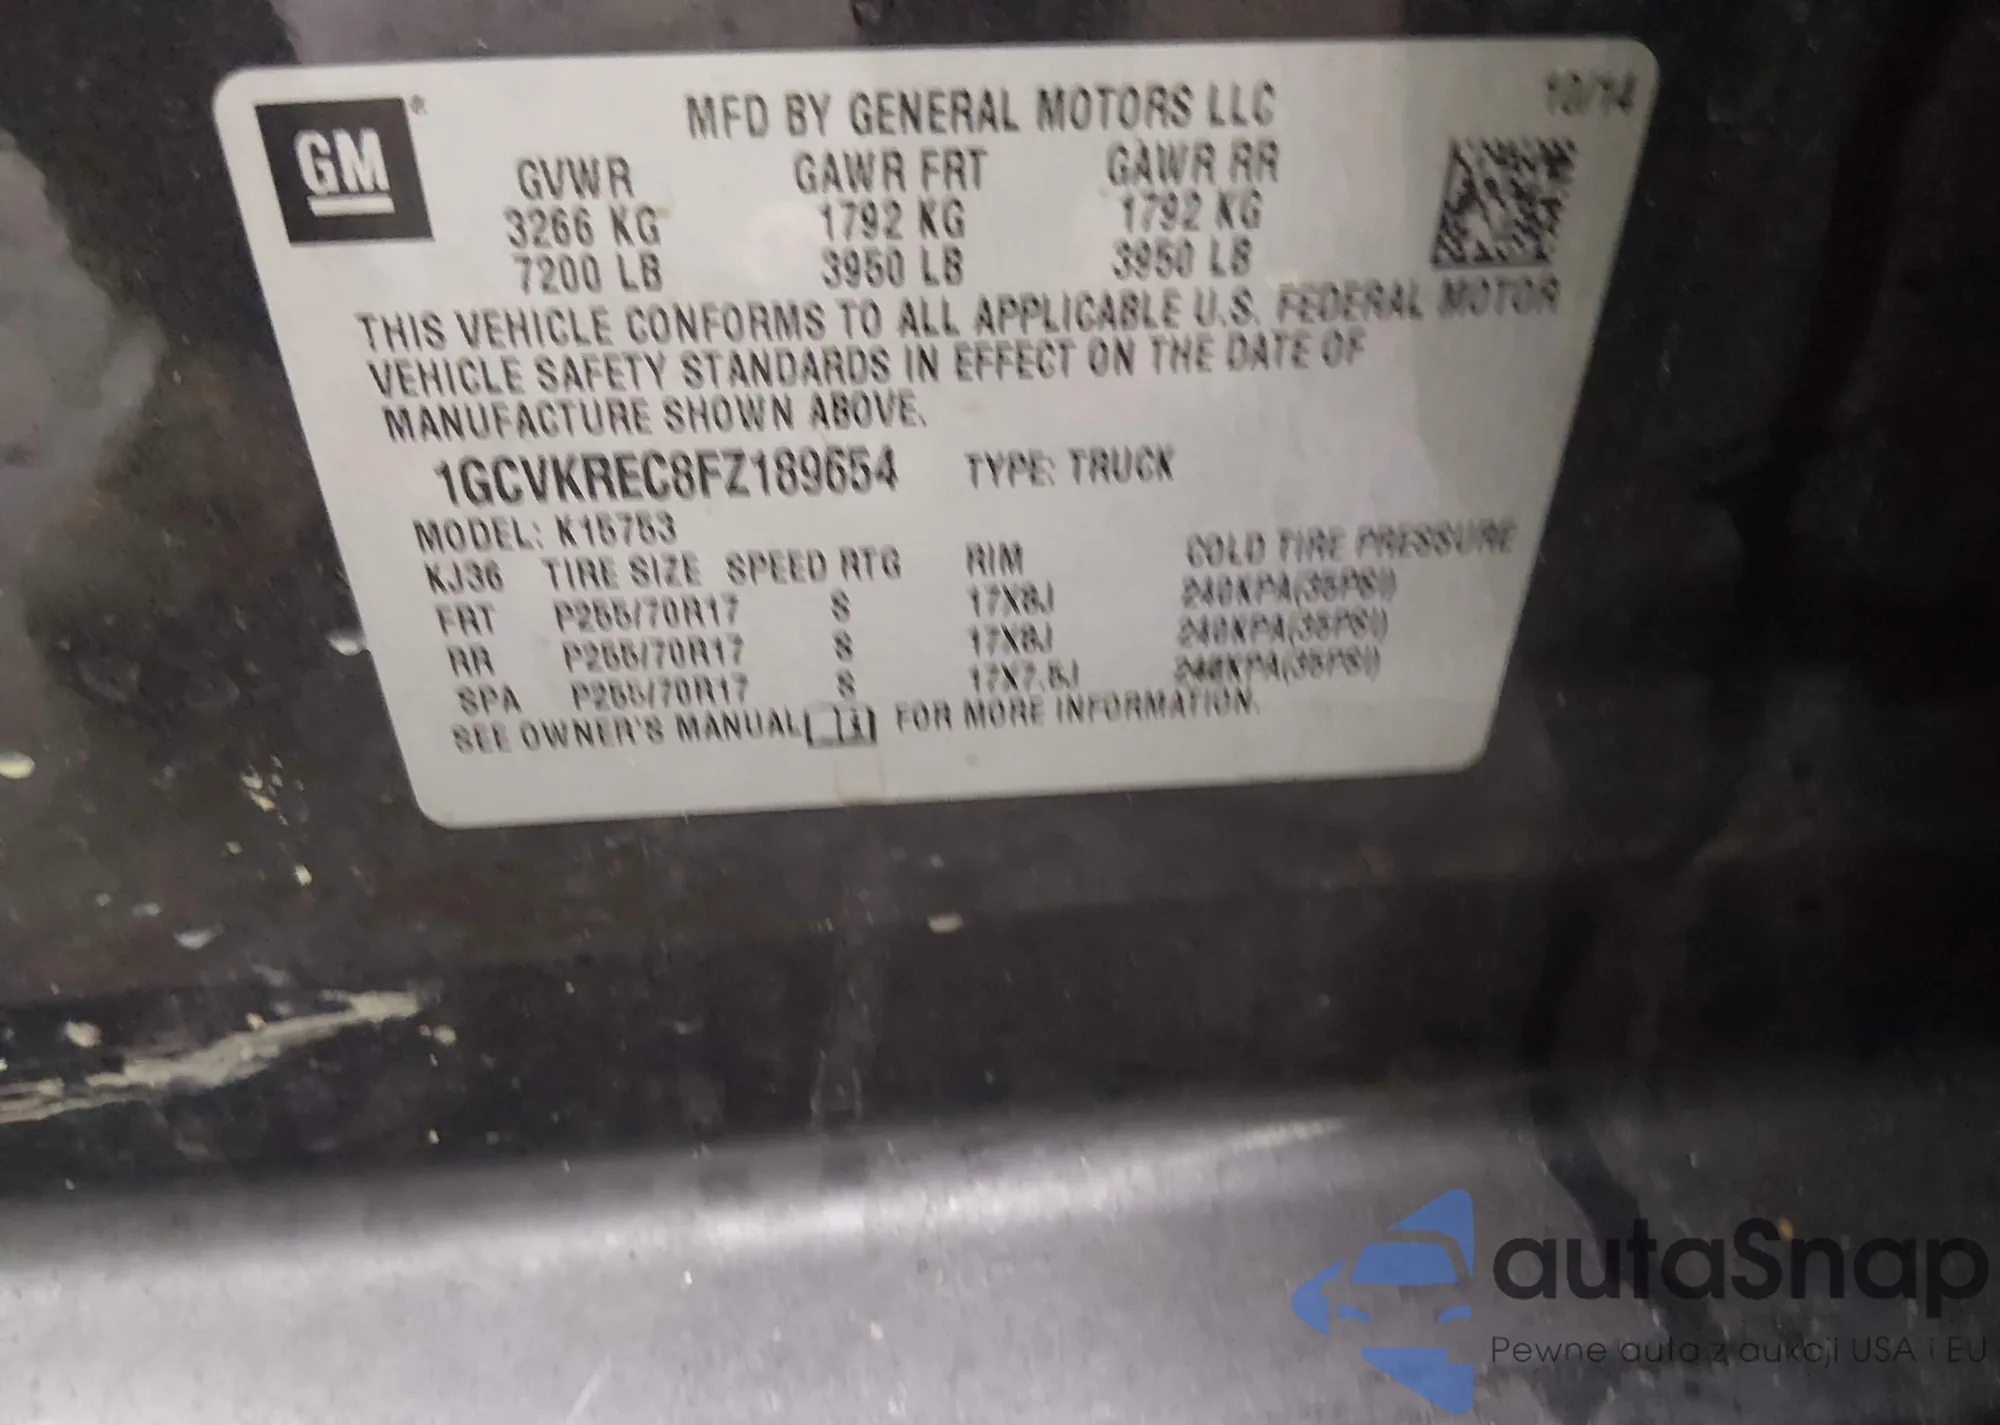 10/14
GM®
MFD BY GENERAL MOTORS LLC
GVWR GAWR FRT GAWR RR
3266 KG 1792 KG 1792 KG
7200 LB 3950 LB 3950 LB
THIS VEHICLE CONFORMS TO ALL APPLICABLE U.S. FEDERAL MOTOR
VEHICLE SAFETY STANDARDS IN EFFECT ON THE DATE OF
MANUFACTURE SHOWN ABOVE.
1GCVKREC8FZ189654 TYPE: TRUCK
MODEL: K15753
KJ36 TIRE SIZE SPEED RTG RIM COLD TIRE PRESSURE
FRT P255/70R17 S 17X8J 240KPA(35PSI)
RR P255/70R17 S 17X8J 240KPA(35PSI)
SPA P255/70R17 S 17X7.5J 240KPA(35PSI)
SEE OWNER'S MANUAL FOR MORE INFORMATION.
autaSnap
Pewne auta z aukcji USA i EU